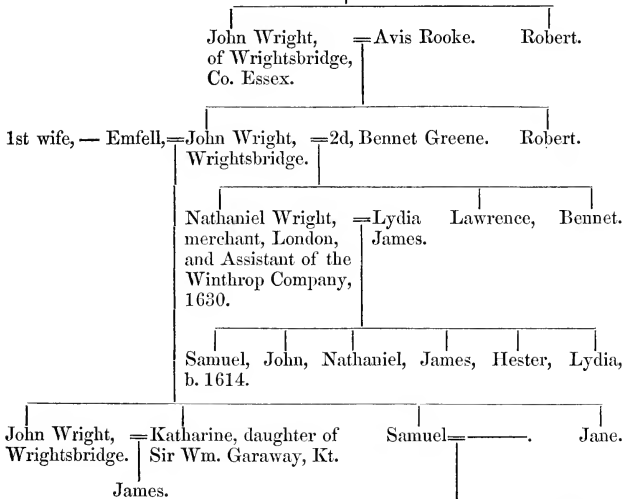 John Wright, = Avis Rooke. Robert.
of Wrightsbridge,
Co. Essex.
1st wife, — Emfell, = John Wright, = 2d, Bennet Greene. Robert.
Wrightsbridge.
Nathaniel Wright, = Lydia Lawrence, Bennet.
merchant, London, James.
and Assistant of the
Winthrop Company,
1630.
Samuel, John, Nathaniel, James, Hester, Lydia,
b. 1614.
John Wright, = Katharine, daughter of Samuel = ———. Jane.
Wrightsbridge. Sir Wm. Garaway, Kt.
James.